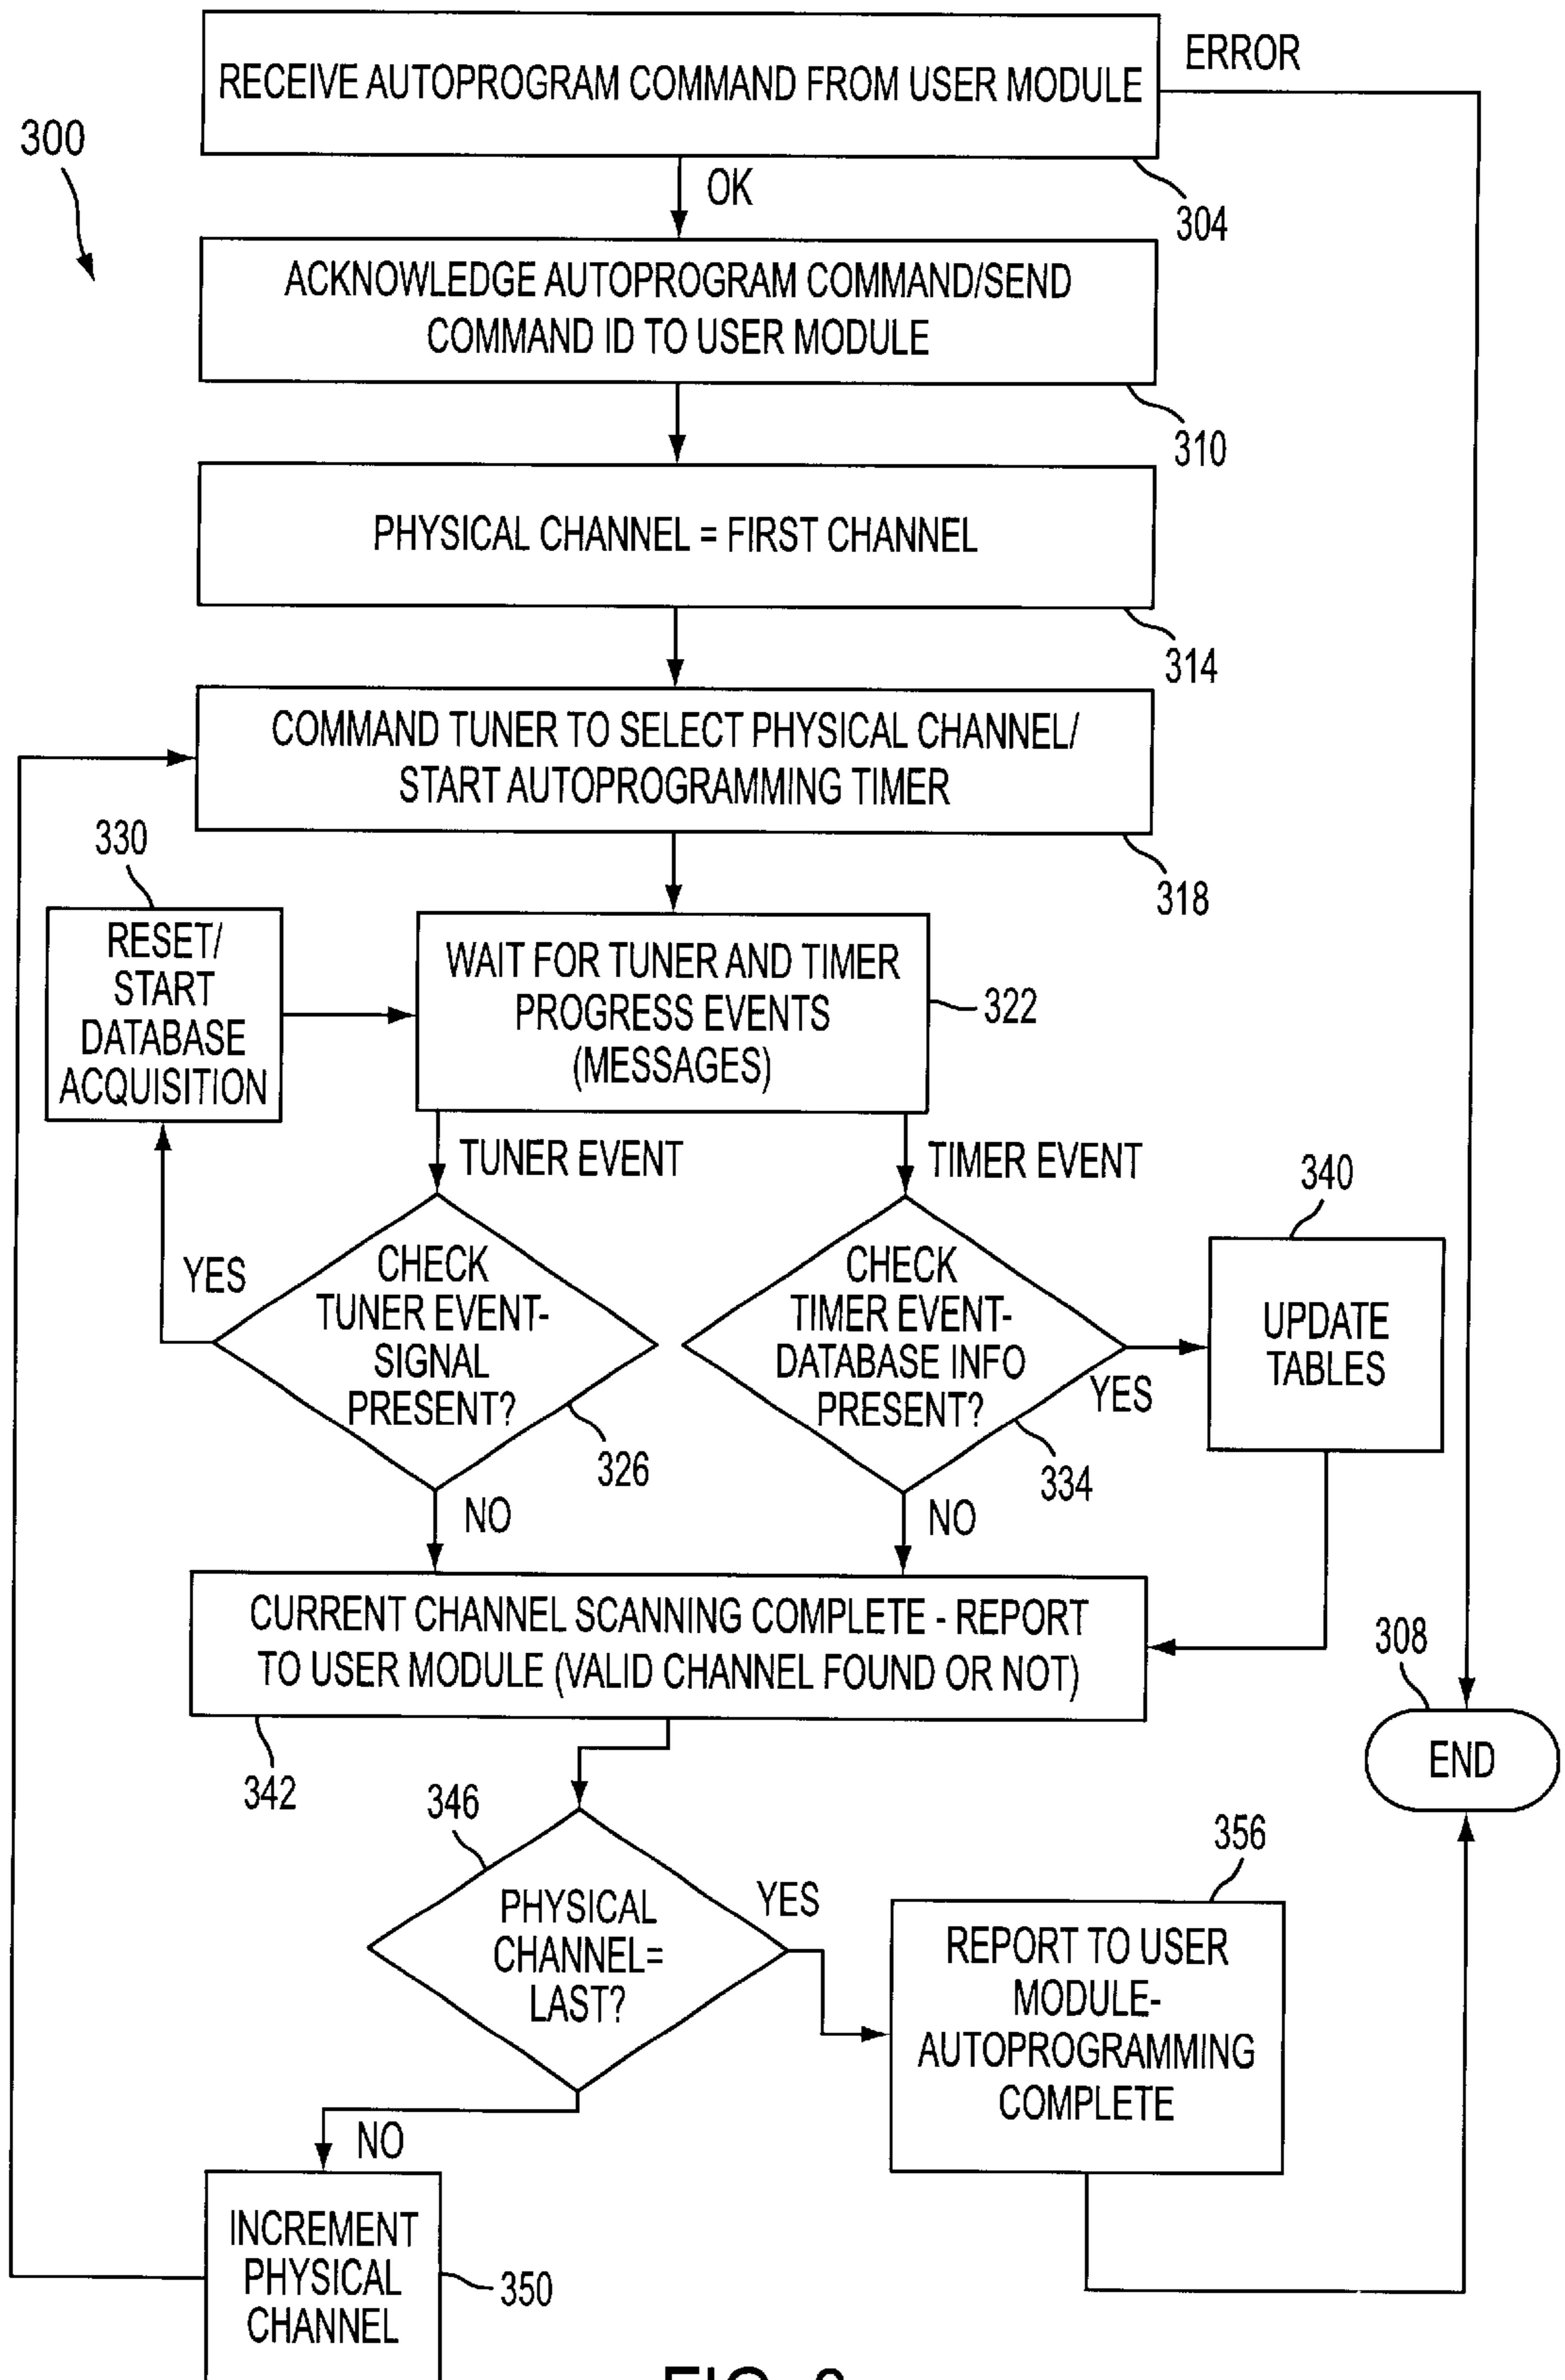 RECEIVE AUTOPROGRAM COMMAND FROM USER MODULE
ERROR
300
OK
304
ACKNOWLEDGE AUTOPROGRAM COMMAND/SEND
COMMAND ID TO USER MODULE
310
PHYSICAL CHANNEL = FIRST CHANNEL
314
COMMAND TUNER TO SELECT PHYSICAL CHANNEL/
START AUTOPROGRAMMING TIMER
318
330
RESET/
START
DATABASE
ACQUISITION
WAIT FOR TUNER AND TIMER
PROGRESS EVENTS
(MESSAGES)
322
TUNER EVENT
TIMER EVENT
YES
CHECK
TUNER EVENT-
SIGNAL
PRESENT?
326
CHECK
TIMER EVENT-
DATABASE INFO
PRESENT?
334
YES
340
UPDATE
TABLES
NO
NO
CURRENT CHANNEL SCANNING COMPLETE - REPORT
TO USER MODULE (VALID CHANNEL FOUND OR NOT)
342
308
END
346
PHYSICAL
CHANNEL=
LAST?
YES
356
REPORT TO USER
MODULE-
AUTOPROGRAMMING
COMPLETE
NO
INCREMENT
PHYSICAL
CHANNEL
350